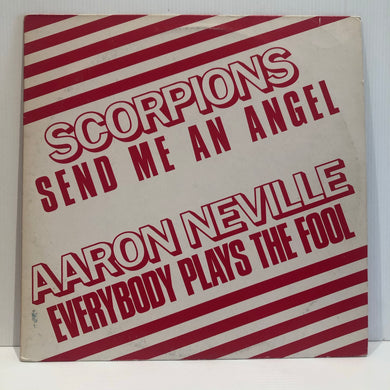 SCORPIONS
SEND ME AN ANGEL
AARON NEVILLE
EVERYBODY PLAYS THE FOOL